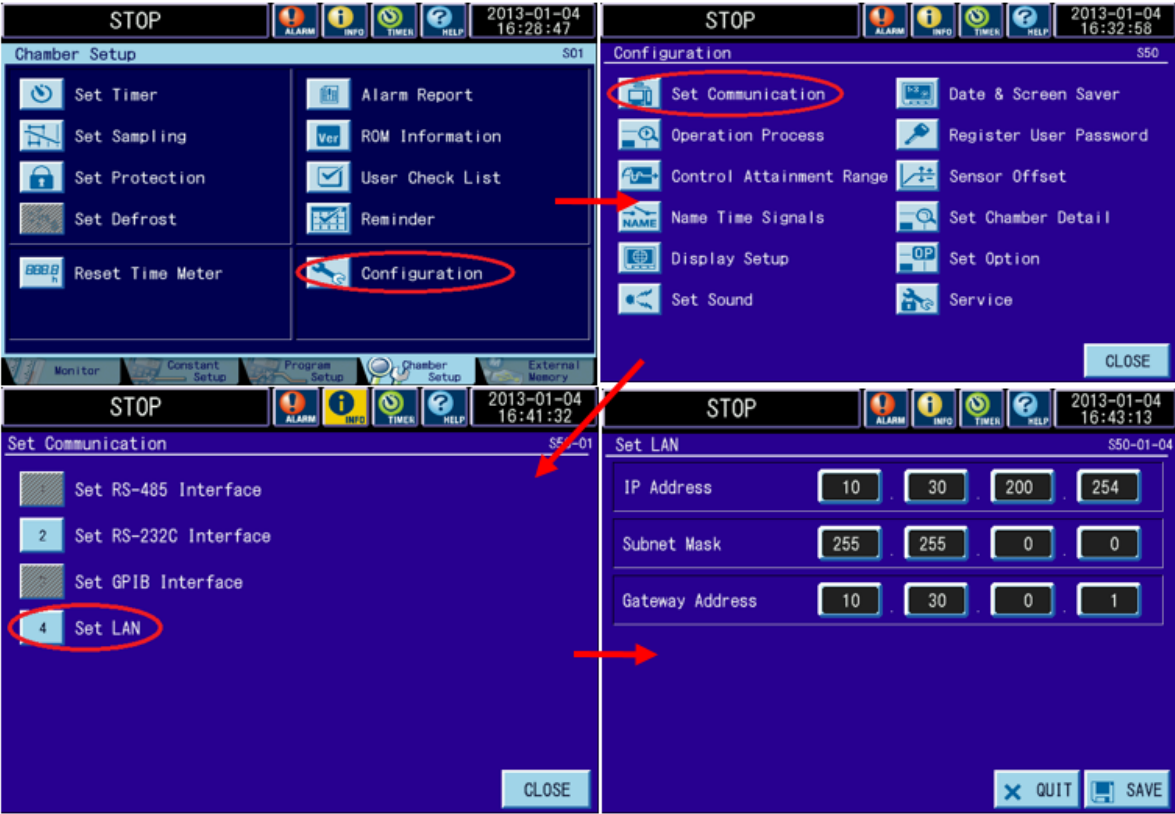 STOP
ALARM
INFO
TIMER
HELP
2013-01-04
16:28:47
Chamber Setup
S01
Set Timer
Alarm Report
Set Sampling
Ver
ROM Information
Set Protection
User Check List
Set Defrost
Reminder
888.8
h
Reset Time Meter
Configuration
Monitor
Constant
Setup
Program
Setup
Chamber
Setup
External
Memory
STOP
ALARM
INFO
TIMER
HELP
2013-01-04
16:32:58
Configuration
S50
Set Communication
Date & Screen Saver
Operation Process
Register User Password
Control Attainment Range
Sensor Offset
NAME
Name Time Signals
Set Chamber Detail
Display Setup
OP
Set Option
Set Sound
Service
CLOSE
STOP
ALARM
INFO
TIMER
HELP
2013-01-04
16:41:32
Set Communication
S50-01
Set RS-485 Interface
2 Set RS-232C Interface
Set GPIB Interface
4 Set LAN
CLOSE
STOP
ALARM
INFO
TIMER
HELP
2013-01-04
16:43:13
Set LAN
S50-01-04
IP Address 10 . 30 . 200 . 254
Subnet Mask 255 . 255 . 0 . 0
Gateway Address 10 . 30 . 0 . 1
QUIT
SAVE